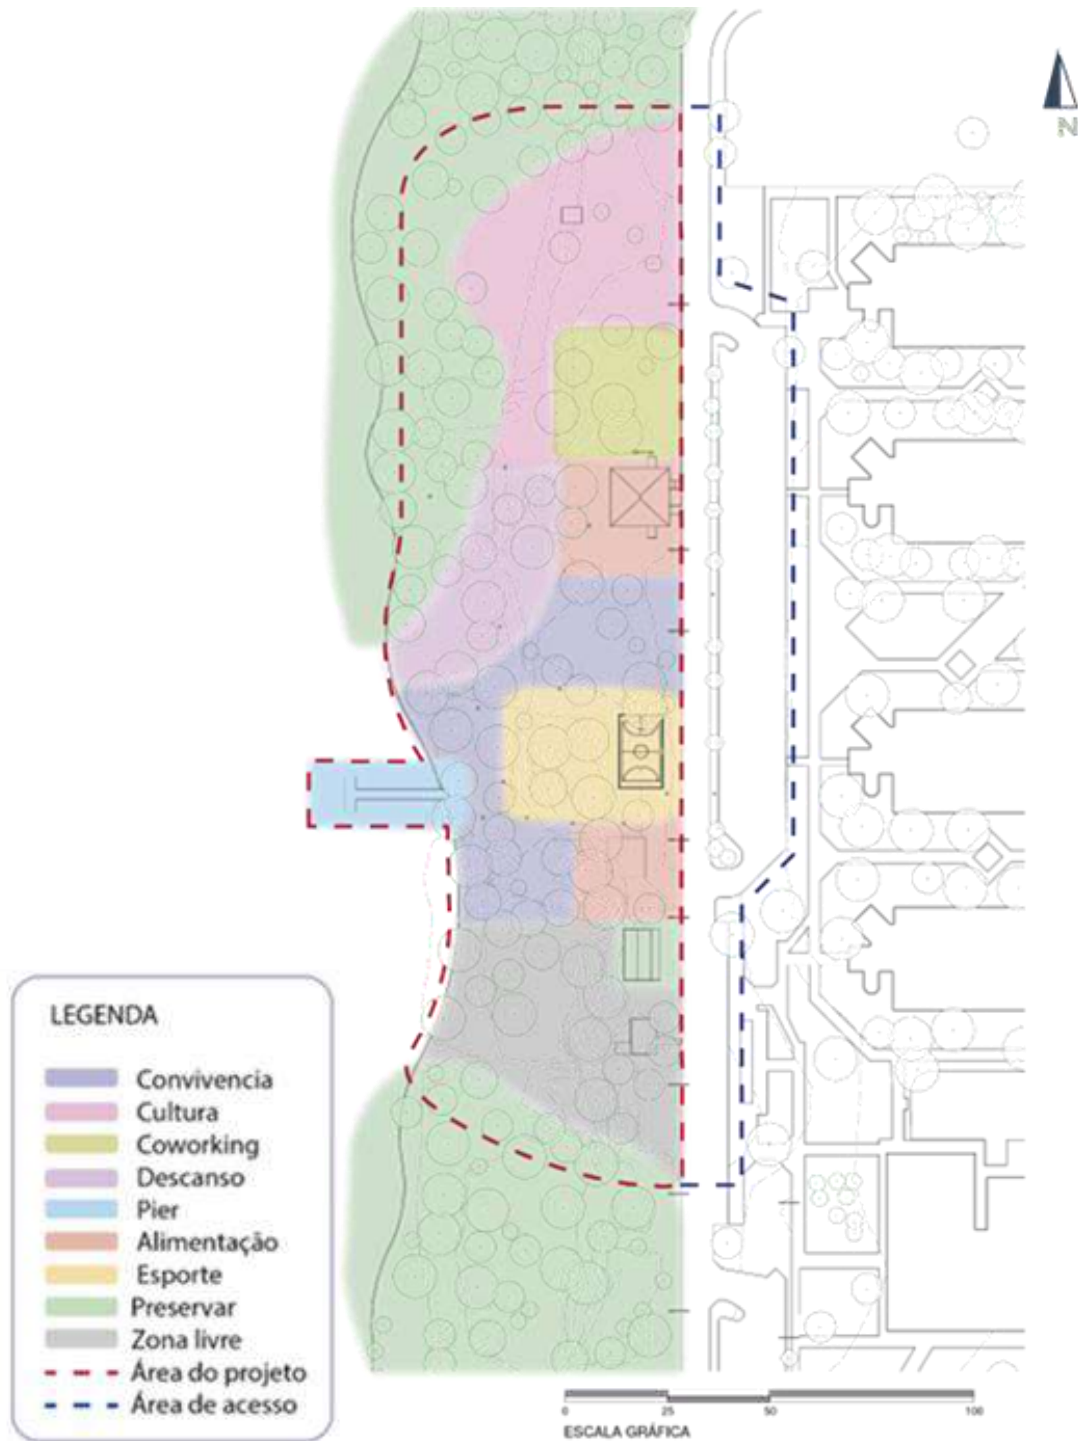 N
LEGENDA
Convivencia
Cultura
Coworking
Descanso
Pier
Alimentação
Esporte
Preservar
Zona livre
Área do projeto
Área de acesso
0 25 50 100
ESCALA GRÁFICA